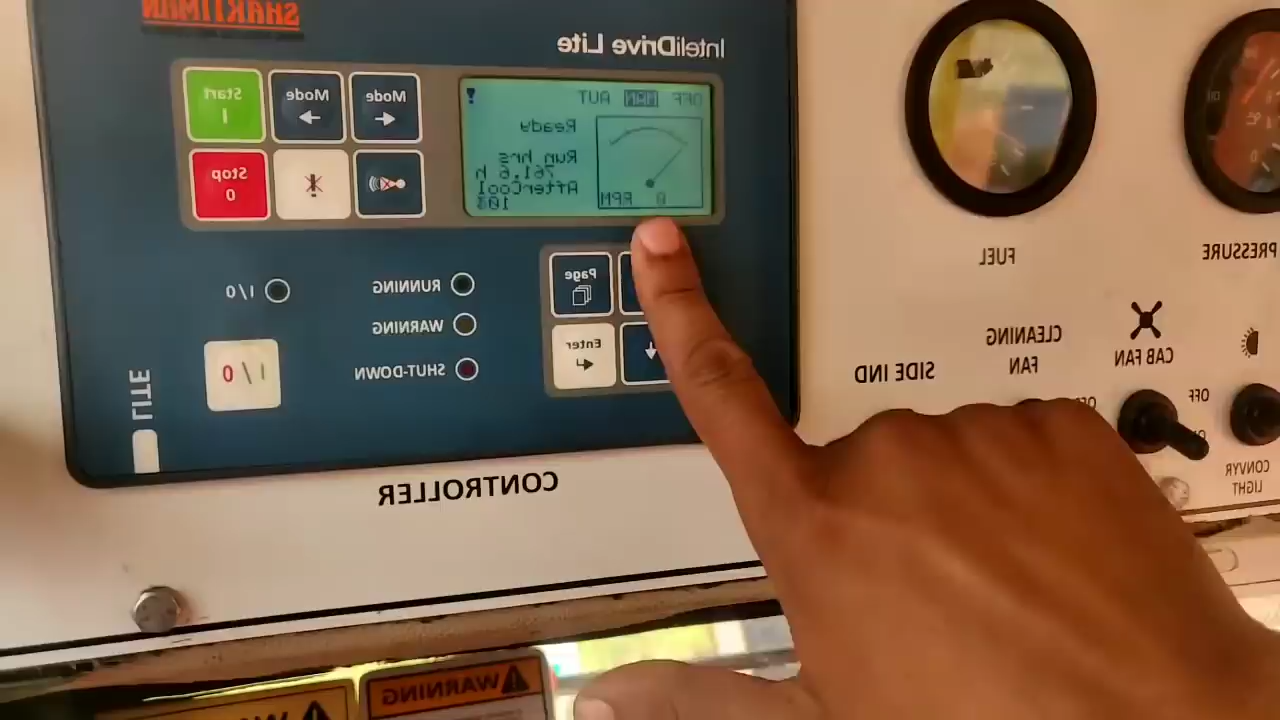 SHAKTIMAN
InteliDrive Lite
OFF MAN AUT
Ready
Run hrs
761.6 h
AfterCool
103
0 RPM
Mode
Mode
Start
I
Stop
0
Page
Enter
RUNNING
WARNING
SHUT-DOWN
I/0
I/0
LITE
CONTROLLER
FUEL
PRESSURE
°C
SIDE IND
CLEANING
FAN
CAB FAN
OFF
CONVYR
LIGHT
WARNING